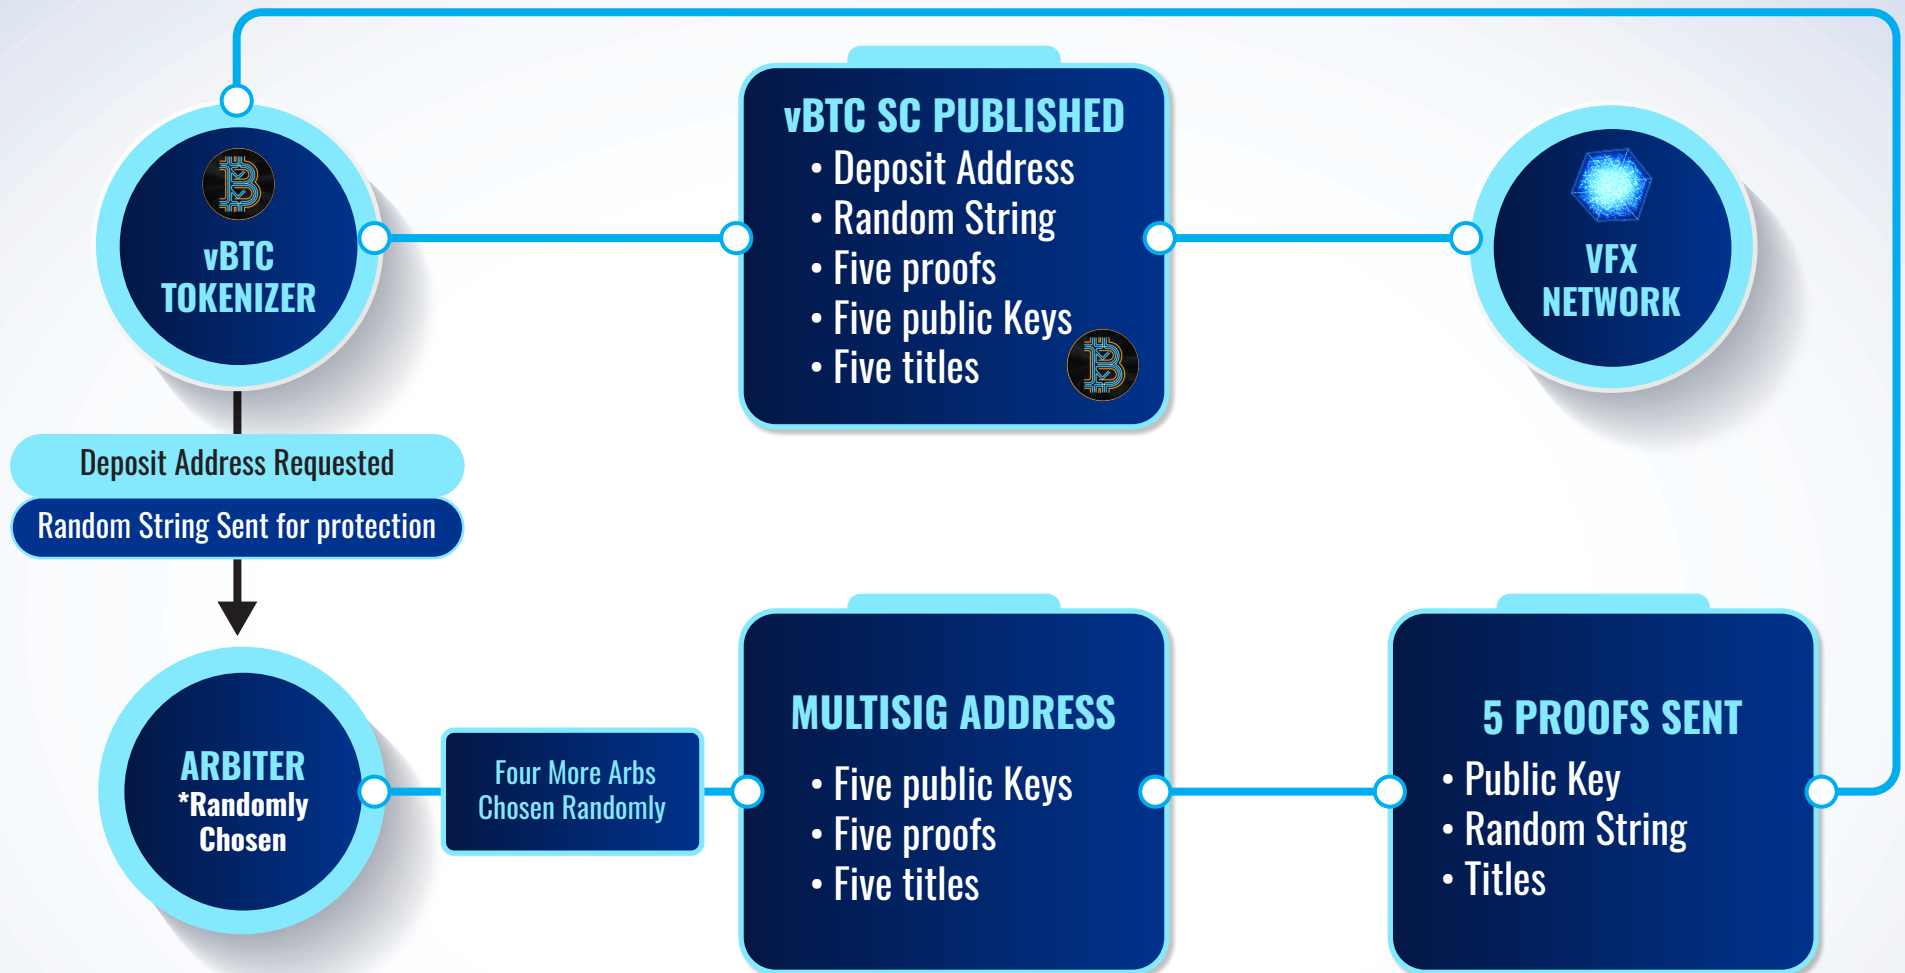 vBTC
TOKENIZER
vBTC SC PUBLISHED
• Deposit Address
• Random String
• Five proofs
• Five public Keys
• Five titles
VFX
NETWORK
Deposit Address Requested
Random String Sent for protection
ARBITER
*Randomly
Chosen
Four More Arbs
Chosen Randomly
MULTISIG ADDRESS
• Five public Keys
• Five proofs
• Five titles
5 PROOFS SENT
• Public Key
• Random String
• Titles